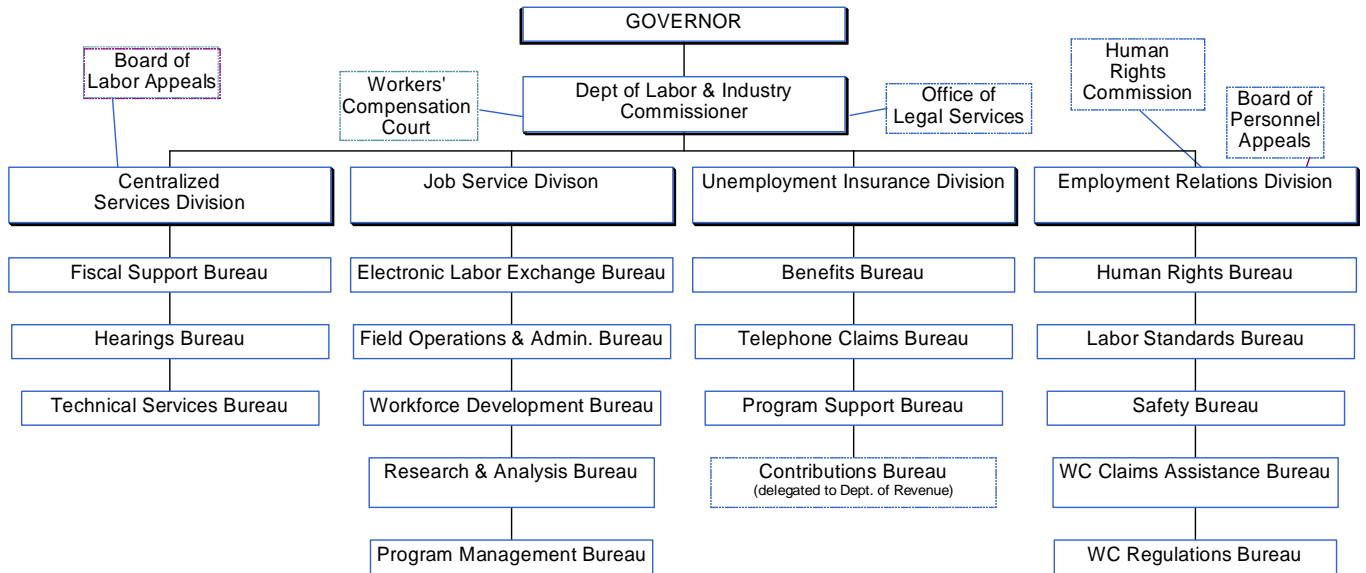 GOVERNOR
Board of
Labor Appeals
Workers'
Compensation
Court
Dept of Labor & Industry
Commissioner
Office of
Legal Services
Human
Rights
Commission
Board of
Personnel
Appeals
Centralized
Services Division
Job Service Divison
Unemployment Insurance Division
Employment Relations Division
Fiscal Support Bureau
Electronic Labor Exchange Bureau
Benefits Bureau
Human Rights Bureau
Hearings Bureau
Field Operations & Admin. Bureau
Telephone Claims Bureau
Labor Standards Bureau
Technical Services Bureau
Workforce Development Bureau
Program Support Bureau
Safety Bureau
Research & Analysis Bureau
Contributions Bureau
(delegated to Dept. of Revenue)
WC Claims Assistance Bureau
Program Management Bureau
WC Regulations Bureau